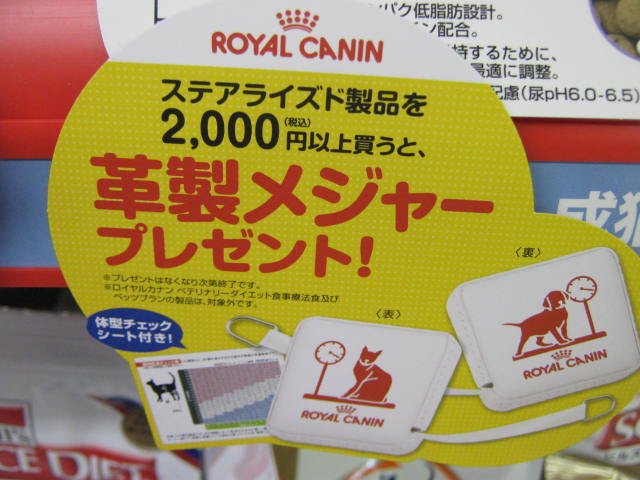 ROYAL CANIN
ステアライズド製品を
2,000(税込)円以上買うと、
革製メジャー
プレゼント!
※プレゼントはなくなり次第終了です。
※ロイヤルカナン ベテリナリーダイエット食事療法食及び
ベッツプランの製品は、対象外です。
体型チェック
シート付き!
〈表〉
ROYAL CANIN
〈裏〉
ROYAL CANIN
パク低脂肪設計。
ン配合。
持するために、
最適に調整。
配慮(尿pH6.0-6.5)
成猫
CE DIET